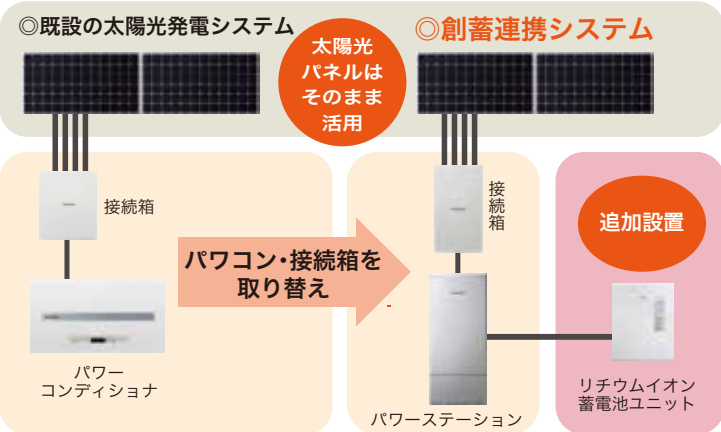 ◎既設の太陽光発電システム
太陽光
パネルは
そのまま
活用
◎創蓄連携システム
接続箱
パワコン・接続箱を
取り替え
パワー
コンディショナ
接続箱
パワーステーション
追加設置
リチウムイオン
蓄電池ユニット